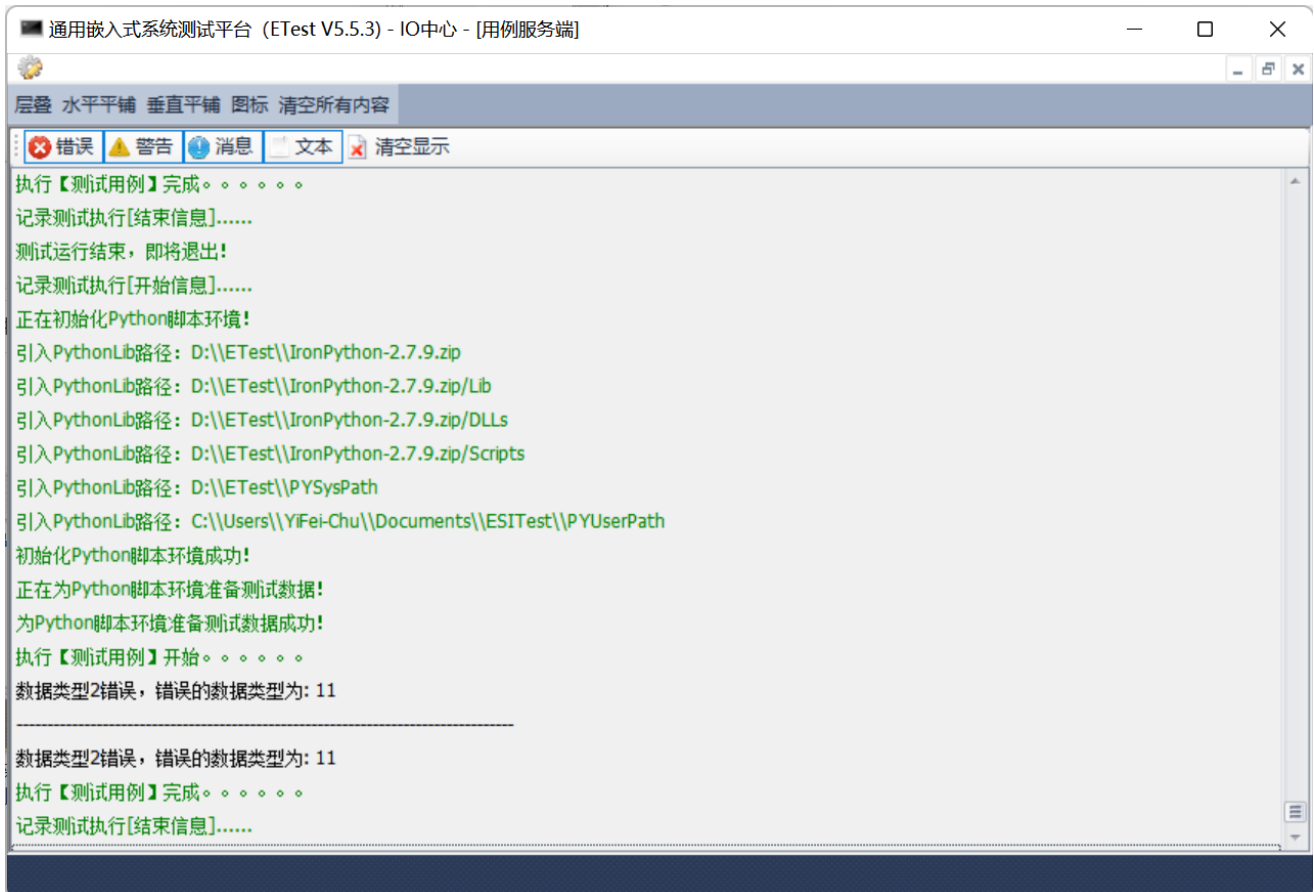 通用嵌入式系统测试平台（ETest V5.5.3) - IO中心 - [用例服务端]
层叠 水平平铺 垂直平铺 图标 清空所有内容
错误 警告 消息 文本 清空显示
执行【测试用例】完成。。。。。。
记录测试执行[结束信息]......
测试运行结束，即将退出!
记录测试执行[开始信息]......
正在初始化Python脚本环境!
引入PythonLib路径：D:\\ETest\\IronPython-2.7.9.zip
引入PythonLib路径：D:\\ETest\\IronPython-2.7.9.zip/Lib
引入PythonLib路径：D:\\ETest\\IronPython-2.7.9.zip/DLLs
引入PythonLib路径：D:\\ETest\\IronPython-2.7.9.zip/Scripts
引入PythonLib路径：D:\\ETest\\PYSysPath
引入PythonLib路径：C:\\Users\\YiFei-Chu\\Documents\\ESITest\\PYUserPath
初始化Python脚本环境成功!
正在为Python脚本环境准备测试数据!
为Python脚本环境准备测试数据成功!
执行【测试用例】开始。。。。。。
数据类型2错误，错误的数据类型为: 11
--------------------------------------------------------------------------------
数据类型2错误，错误的数据类型为: 11
执行【测试用例】完成。。。。。。
记录测试执行[结束信息]......